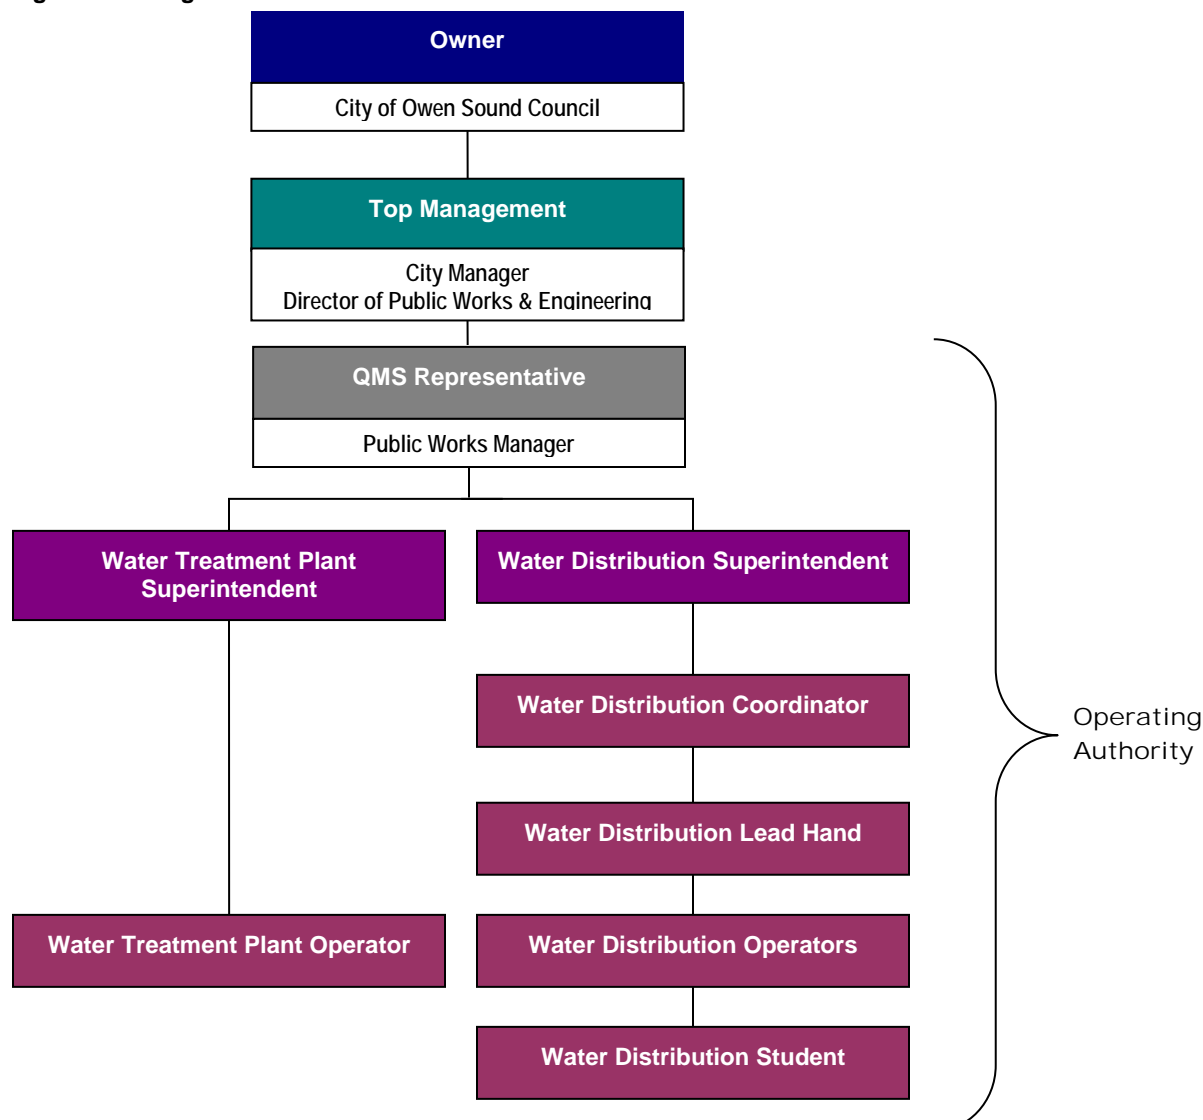 Owner
City of Owen Sound Council
Top Management
City Manager
Director of Public Works & Engineering
QMS Representative
Public Works Manager
Water Treatment Plant
Superintendent
Water Distribution Superintendent
Water Distribution Coordinator
Operating
Authority
Water Distribution Lead Hand
Water Treatment Plant Operator
Water Distribution Operators
Water Distribution Student